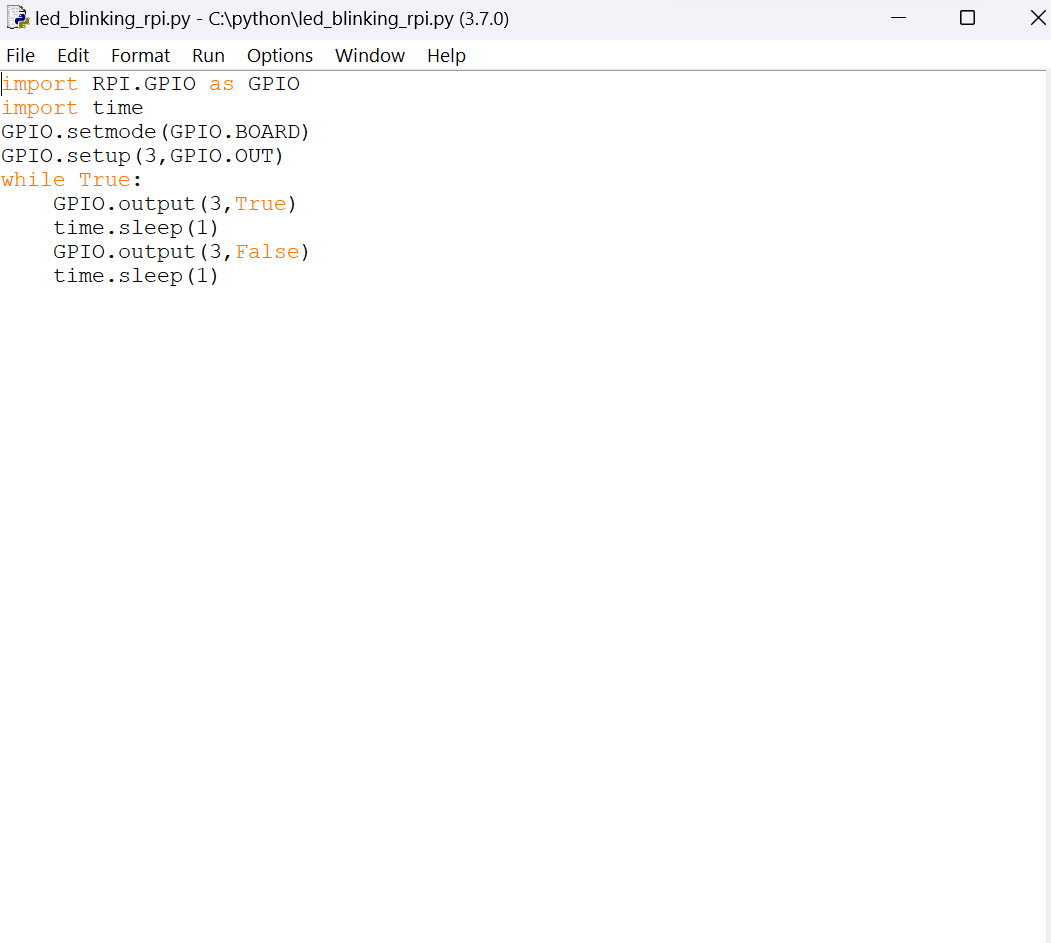 led_blinking_rpi.py - C:\python\led_blinking_rpi.py (3.7.0)
File Edit Format Run Options Window Help
import RPI.GPIO as GPIO
import time
GPIO.setmode(GPIO.BOARD)
GPIO.setup(3,GPIO.OUT)
while True:
    GPIO.output(3,True)
    time.sleep(1)
    GPIO.output(3,False)
    time.sleep(1)